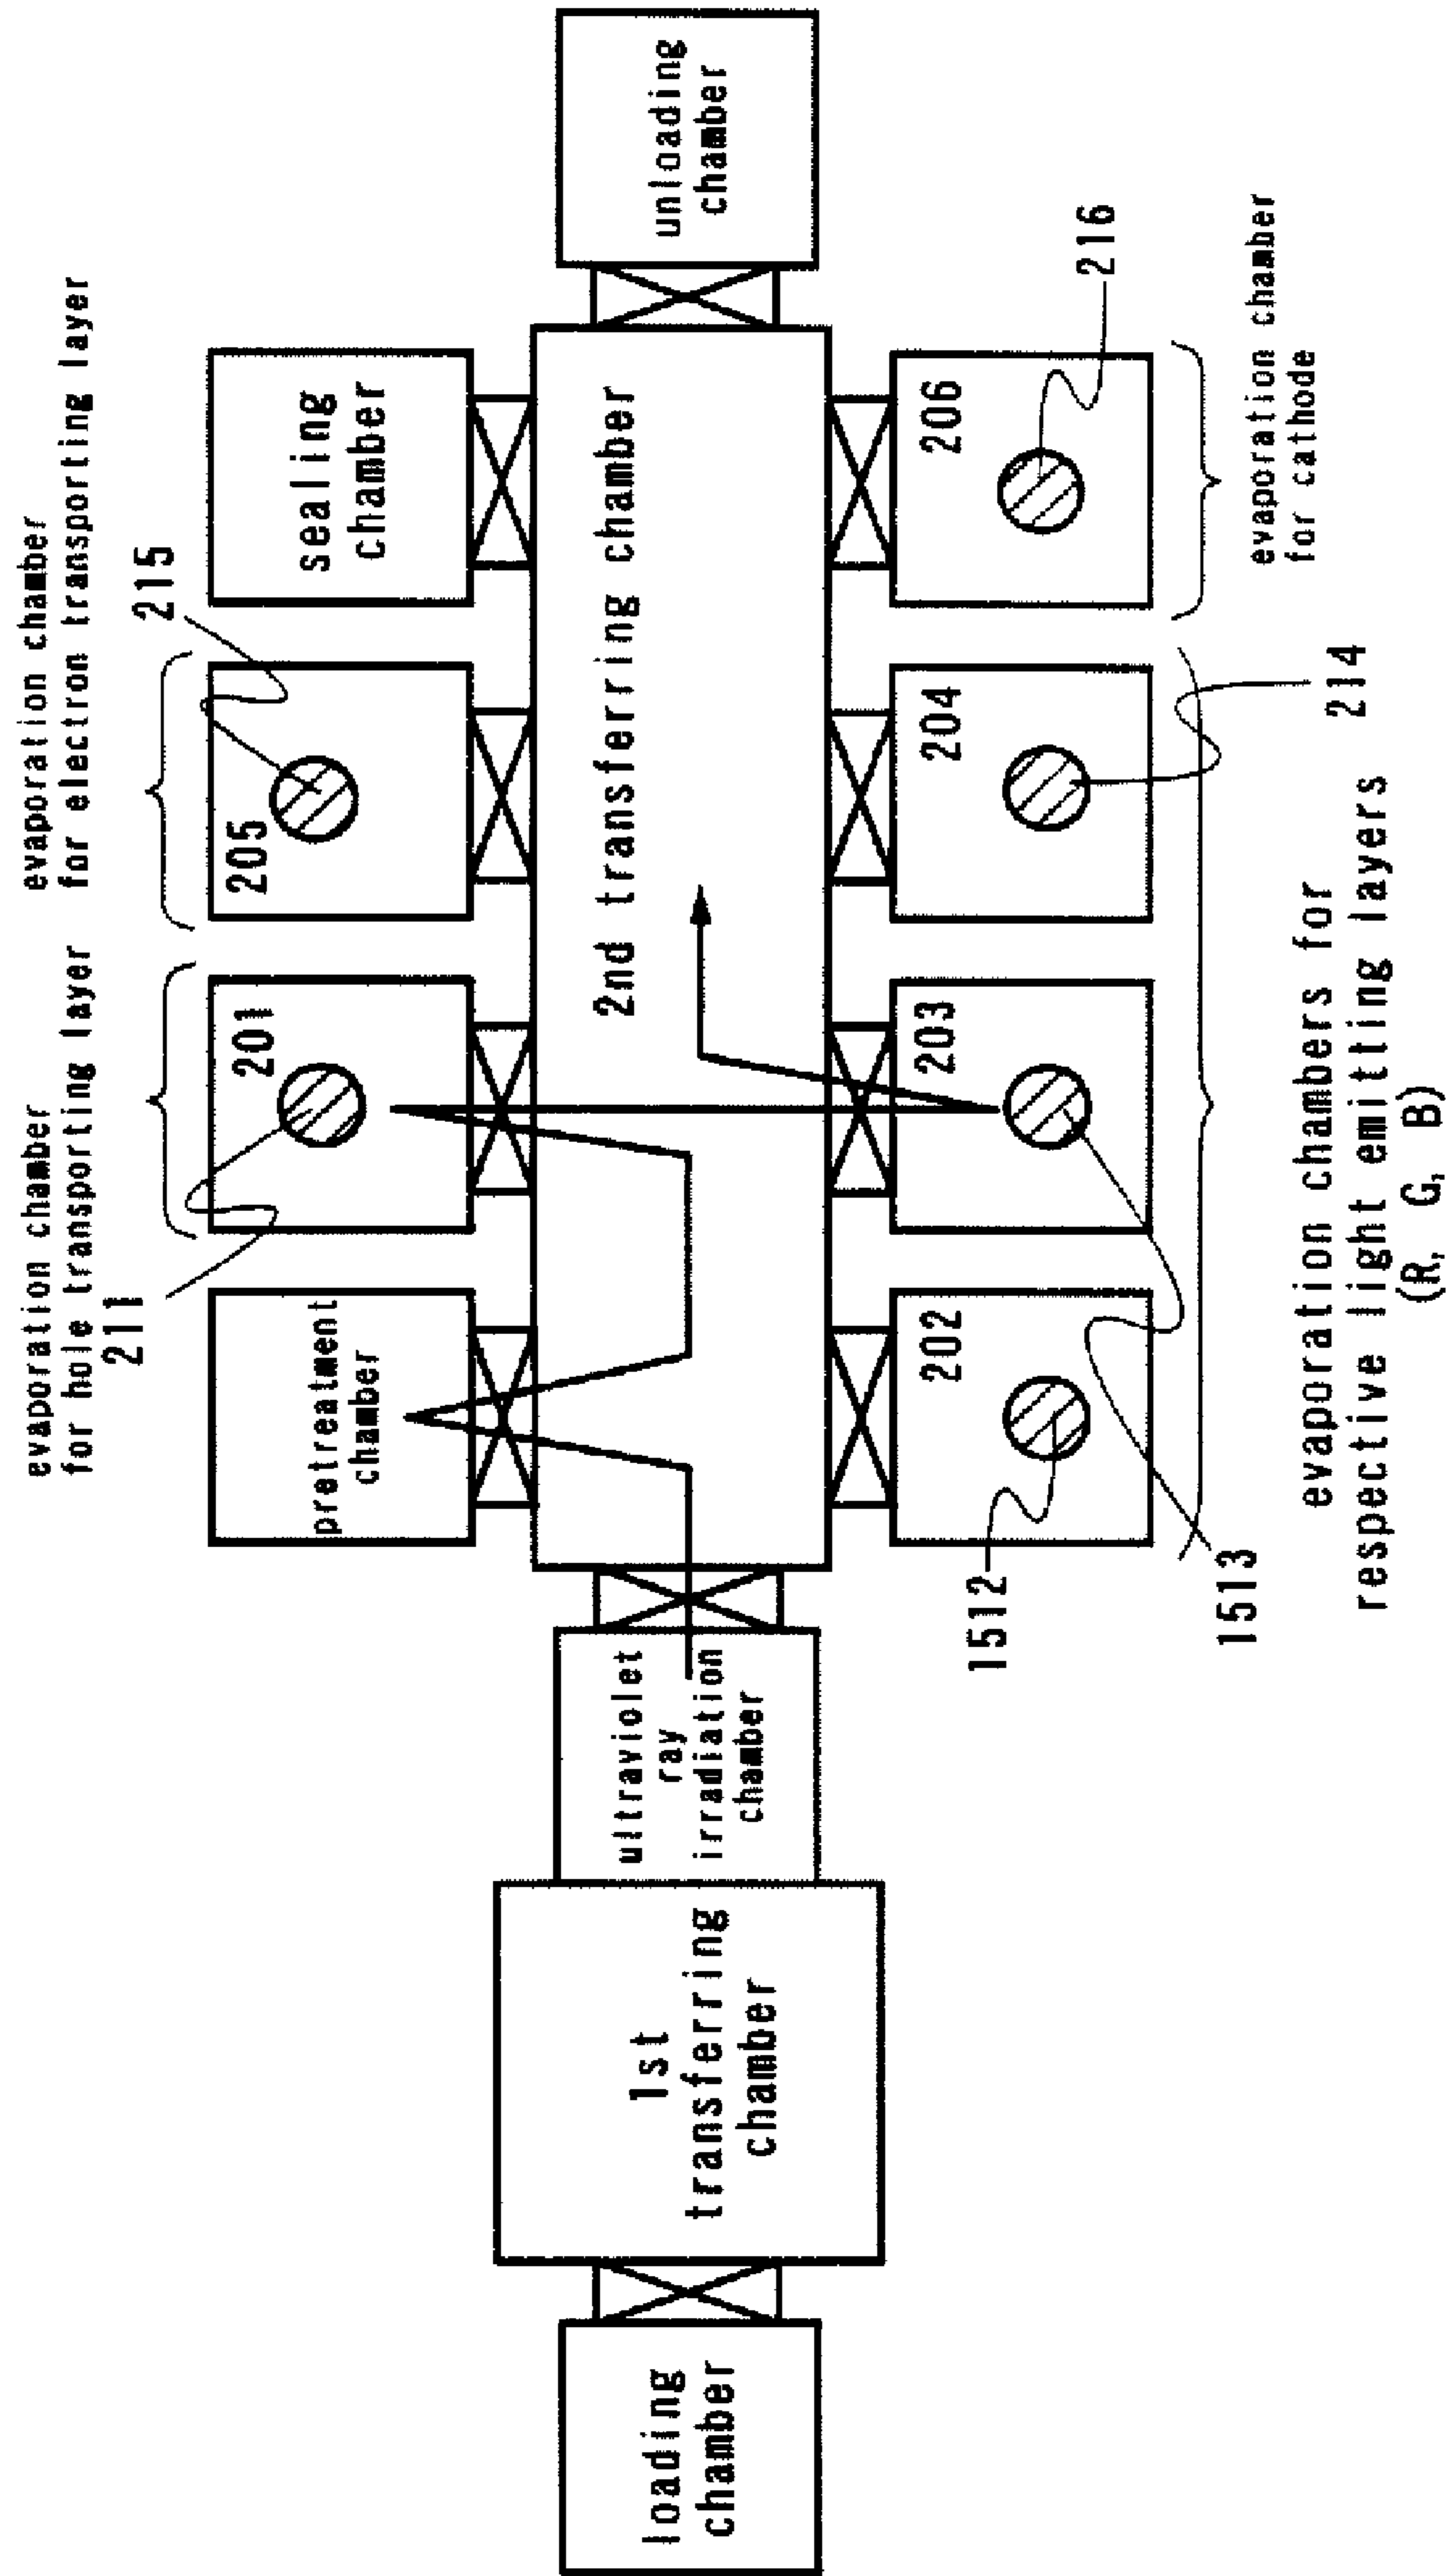 evaporation chamber
for hole transporting layer
211
evaporation chamber
for electron transporting layer
215
loading
chamber
1st
transferring
chamber
ultraviolet
ray
irradiation
chamber
pretreatment
chamber
201
205
sealing
chamber
2nd transferring chamber
unloading
chamber
202
203
204
206
1512
1513
214
216
evaporation chambers for
respective light emitting layers
(R, G, B)
evaporation chamber
for cathode